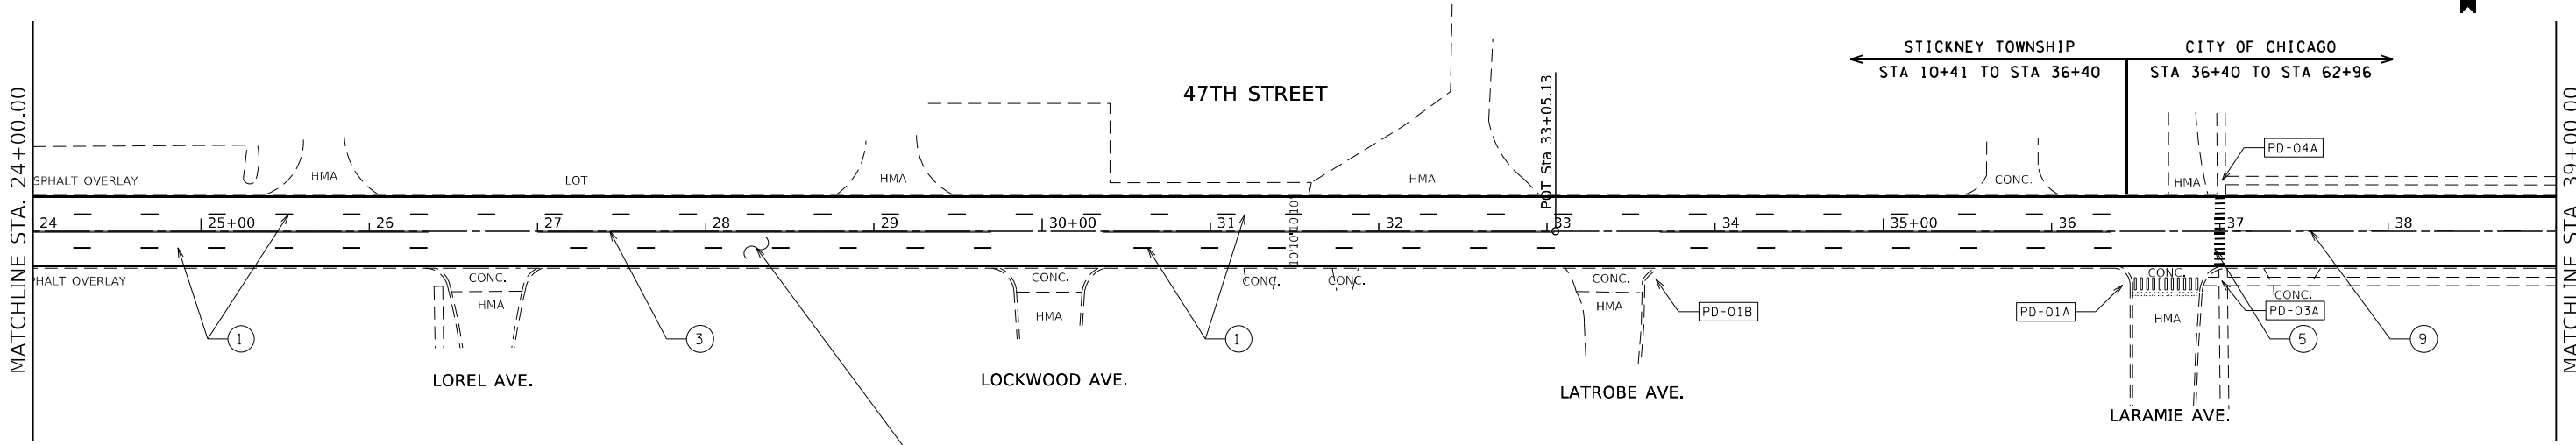 STICKNEY TOWNSHIP
STA 10+41 TO STA 36+40
CITY OF CHICAGO
STA 36+40 TO STA 62+96
47TH STREET
MATCHLINE STA. 24+00.00
POT Sta 33+05.13
MATCHLINE STA. 39+00.00
PD-04A
SPHALT OVERLAY
HMA
LOT
HMA
HMA
CONC.
HMA
24
25+00
26
27
28
29
30+00
31
32
33
34
35+00
36
37
38
10'10'10'10'
HALT OVERLAY
CONC.
HMA
CONC.
HMA
CONC.
CONC.
CONC.
HMA
CONC.
HMA
CONC.
PD-01B
PD-01A
PD-03A
1
3
1
5
9
LOREL AVE.
LOCKWOOD AVE.
LATROBE AVE.
LARAMIE AVE.